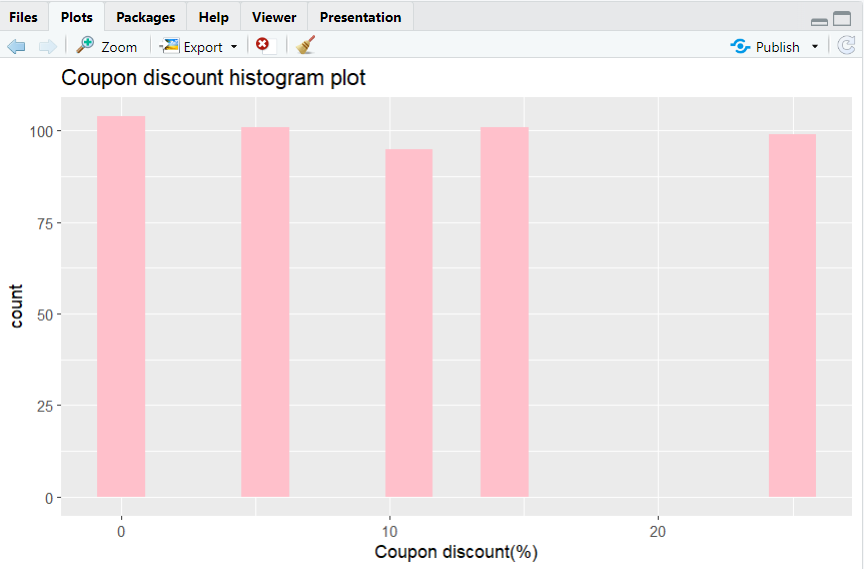 Files Plots Packages Help Viewer Presentation
Zoom Export Publish
Coupon discount histogram plot
100
75
50
25
0
count
0 10 20
Coupon discount(%)